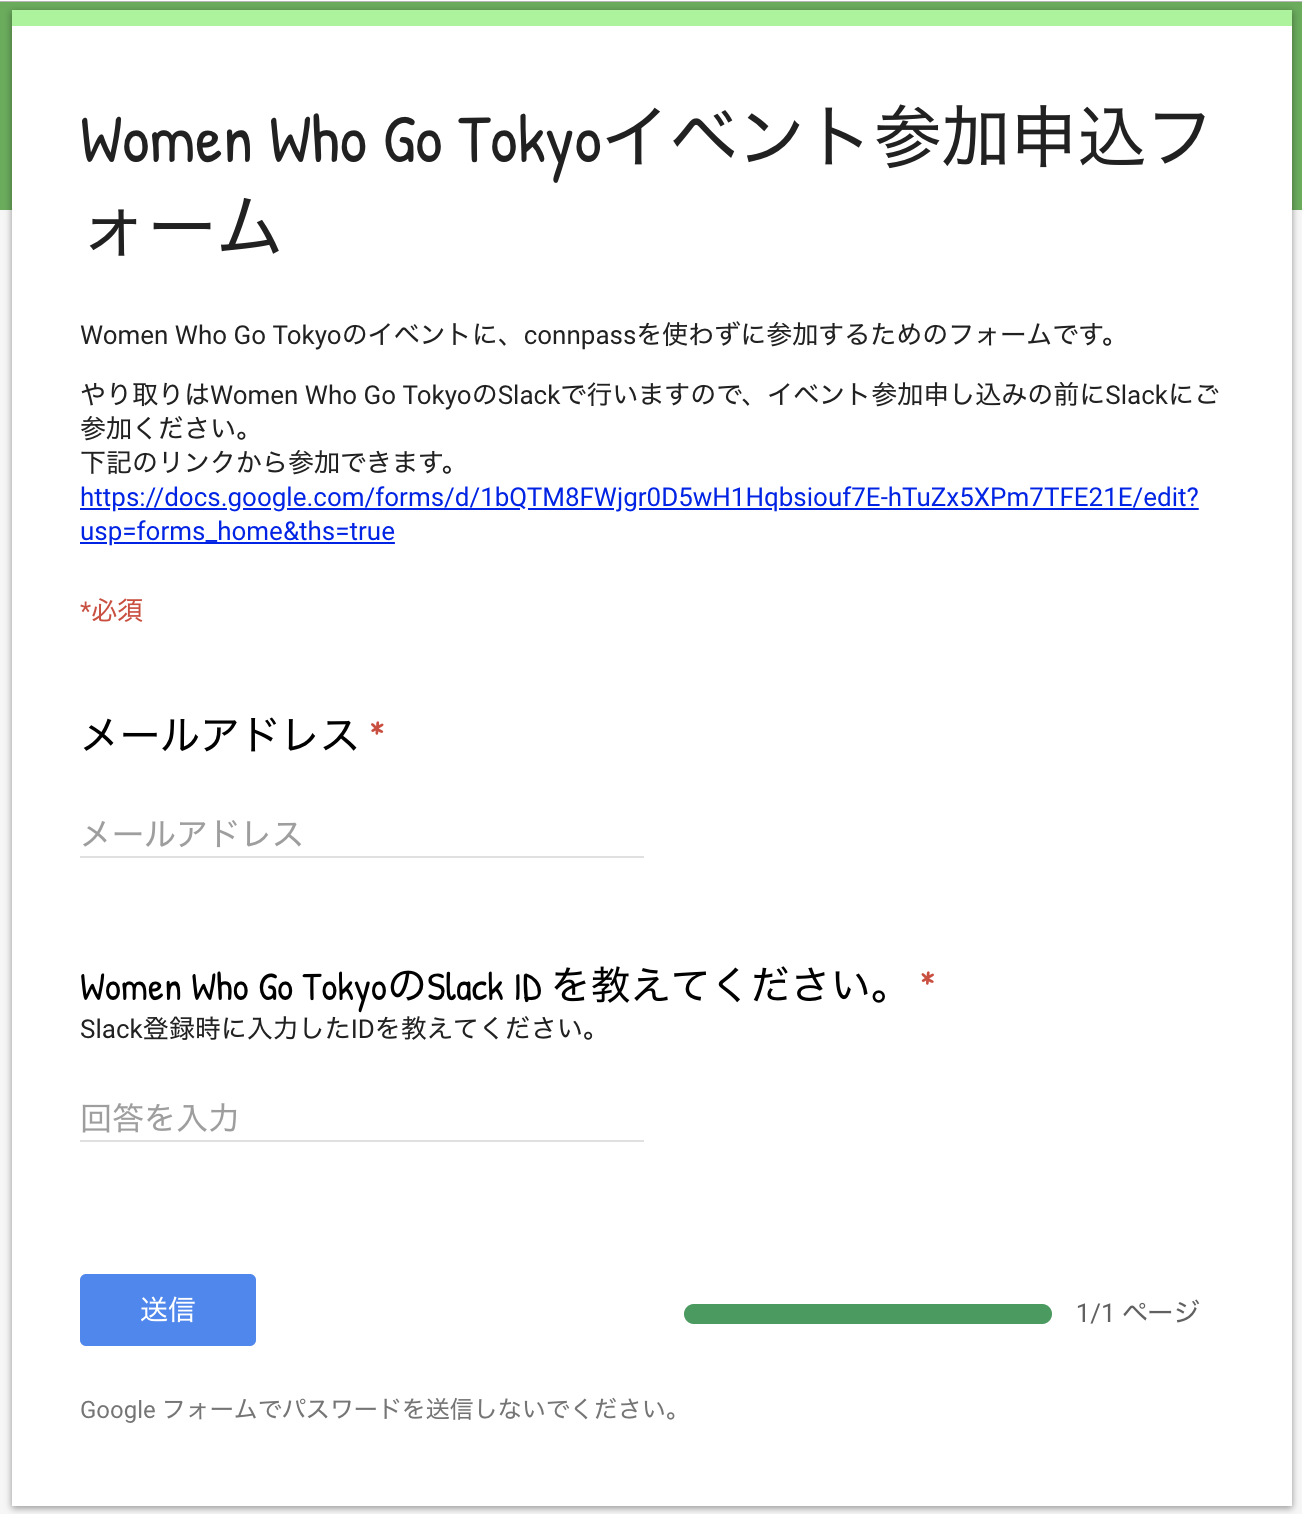 Women Who Go Tokyoイベント参加申込フ
ォーム
Women Who Go Tokyoのイベントに、connpassを使わずに参加するためのフォームです。
やり取りはWomen Who Go TokyoのSlackで行いますので、イベント参加申し込みの前にSlackにご
参加ください。
下記のリンクから参加できます。
https://docs.google.com/forms/d/1bQTM8FWjgr0D5wH1Hqbsiouf7E-hTuZx5XPm7TFE21E/edit?
usp=forms_home&ths=true
*必須
メールアドレス *
メールアドレス
Women Who Go TokyoのSlack ID を教えてください。 *
Slack登録時に入力したIDを教えてください。
回答を入力
送信
1/1 ページ
Google フォームでパスワードを送信しないでください。